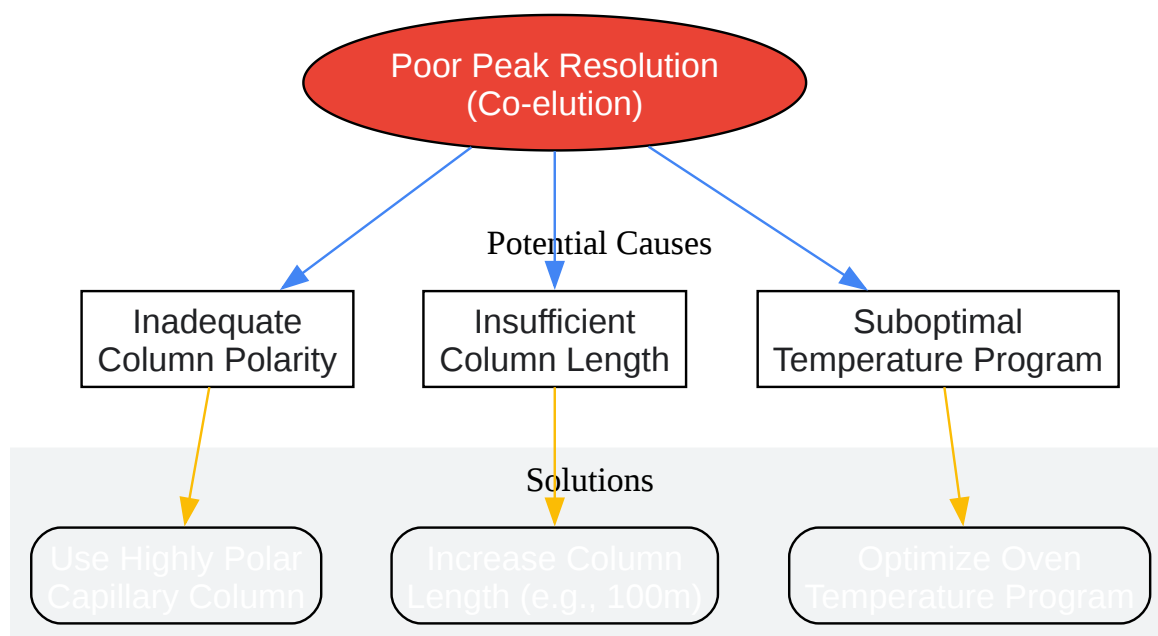 Poor Peak Resolution
(Co-elution)
Potential Causes
Inadequate
Column Polarity
Insufficient
Column Length
Suboptimal
Temperature Program
Solutions
Use Highly Polar
Capillary Column
Increase Column
Length (e.g., 100m)
Optimize Oven
Temperature Program